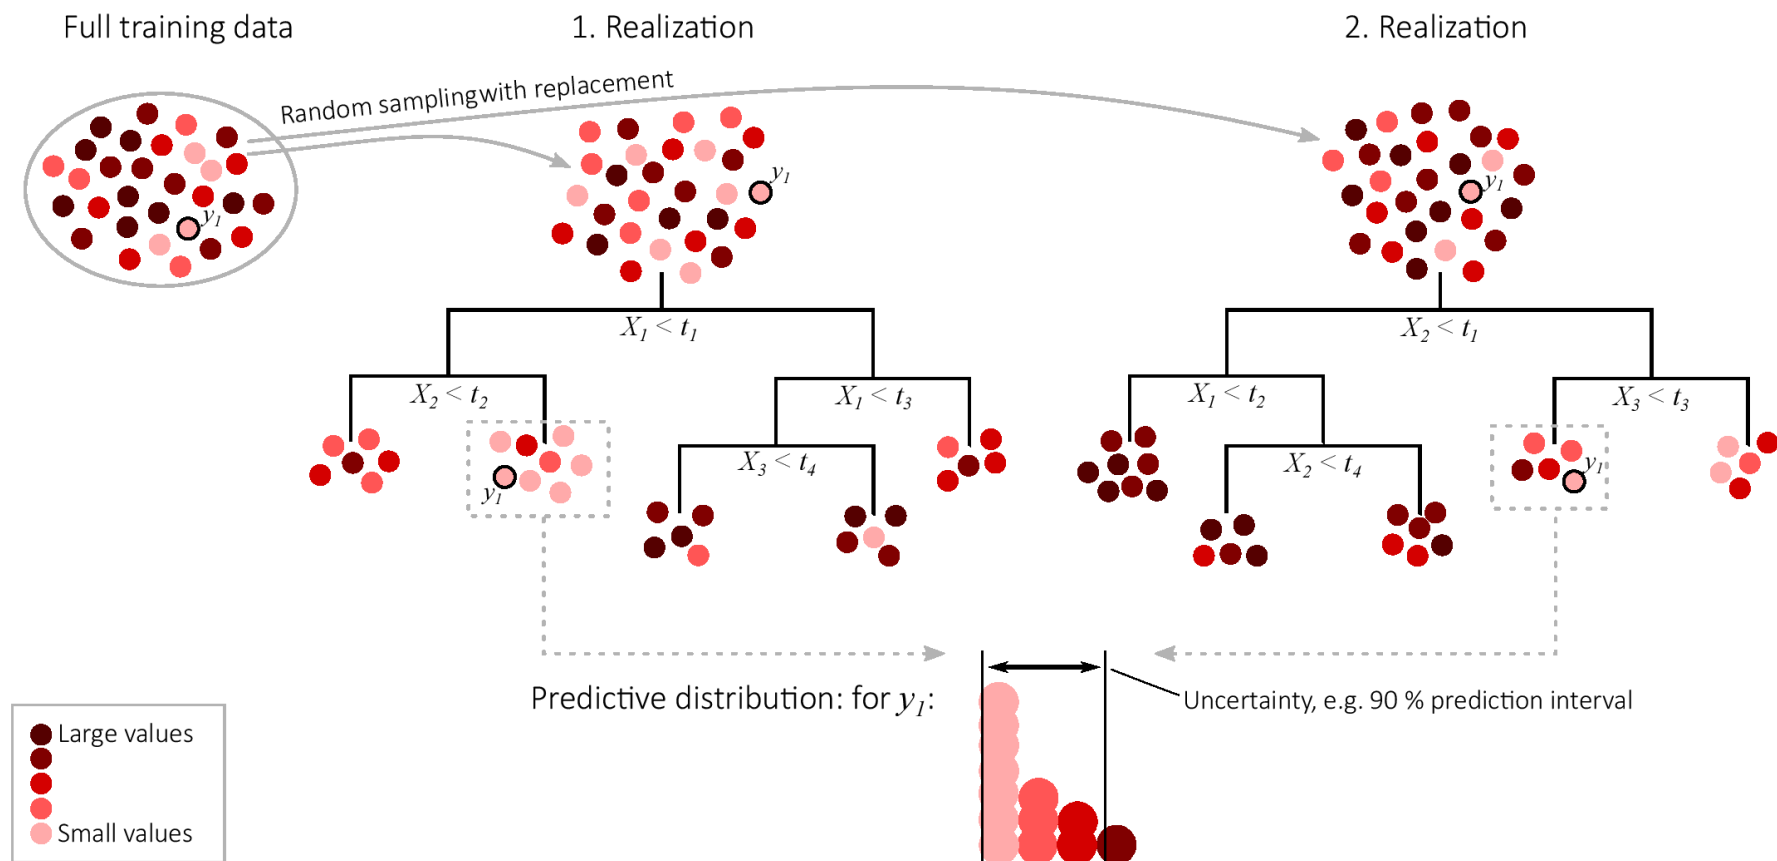 Full training data
1. Realization
2. Realization
Random sampling with replacement
y1
y1
y1
X1 < t1
X2 < t1
X2 < t2
X1 < t3
X1 < t2
X3 < t3
X3 < t4
X2 < t4
y1
y1
Predictive distribution: for y1:
Uncertainty, e.g. 90 % prediction interval
Large values
Small values